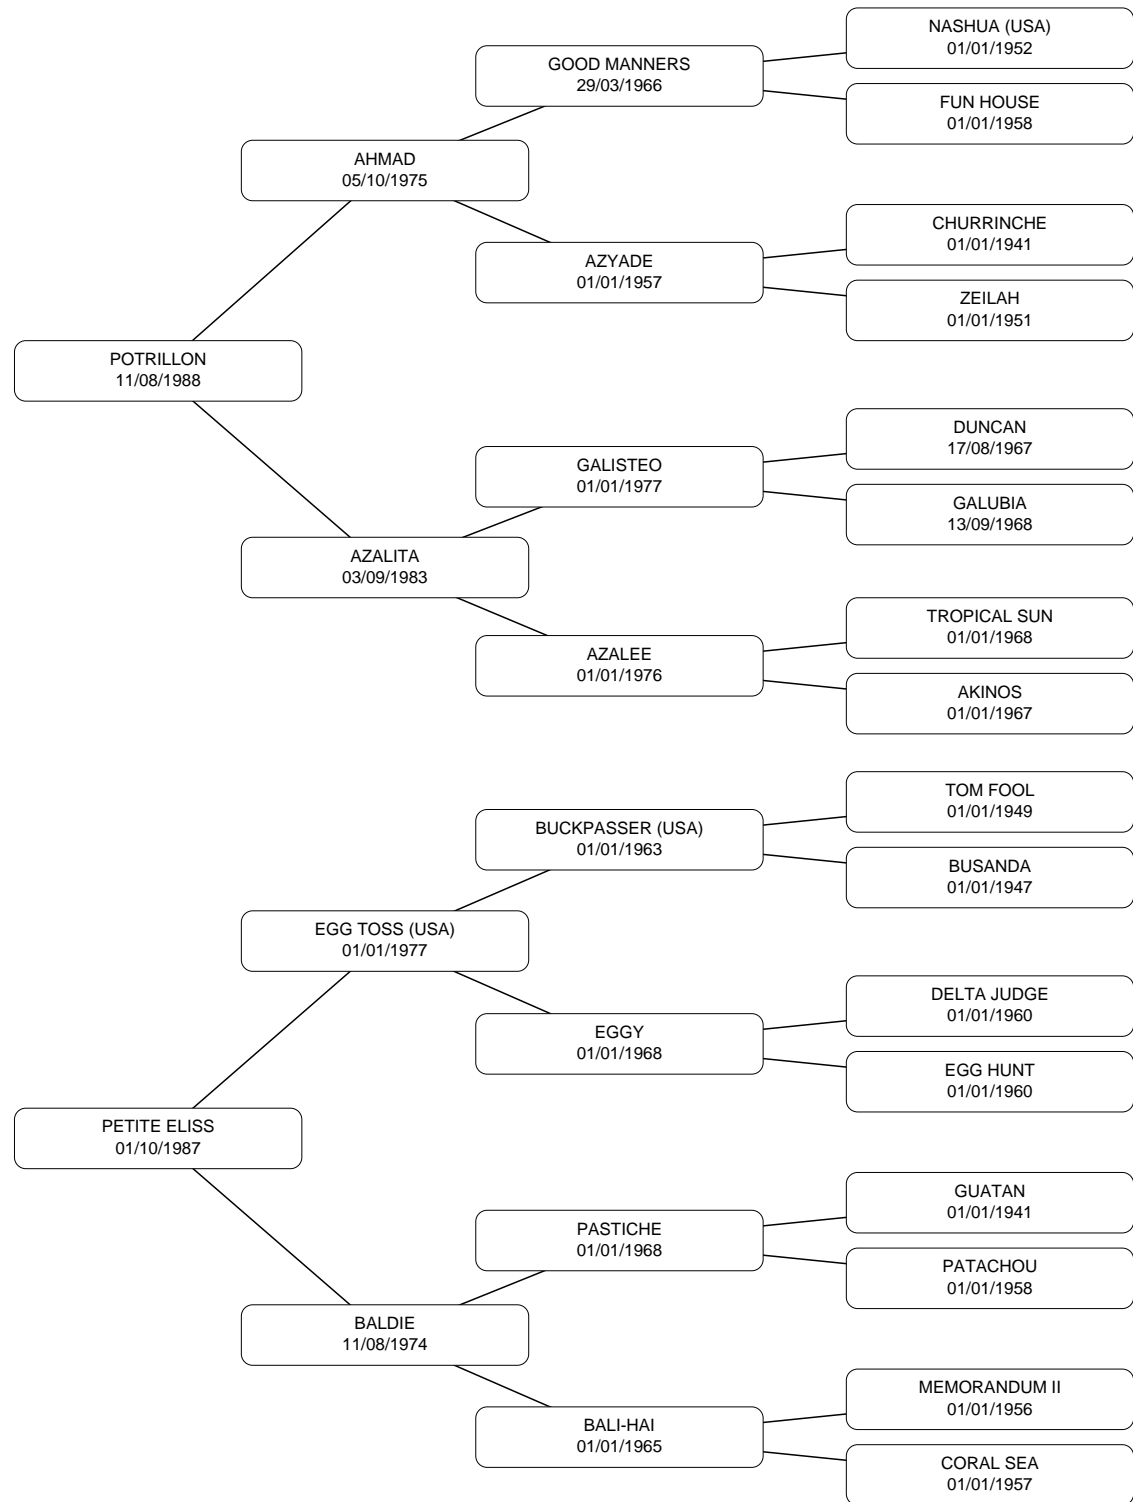 NASHUA (USA)
01/01/1952
GOOD MANNERS
29/03/1966
FUN HOUSE
01/01/1958
AHMAD
05/10/1975
CHURRINCHE
01/01/1941
AZYADE
01/01/1957
ZEILAH
01/01/1951
POTRILLON
11/08/1988
DUNCAN
17/08/1967
GALISTEO
01/01/1977
GALUBIA
13/09/1968
AZALITA
03/09/1983
TROPICAL SUN
01/01/1968
AZALEE
01/01/1976
AKINOS
01/01/1967
TOM FOOL
01/01/1949
BUCKPASSER (USA)
01/01/1963
BUSANDA
01/01/1947
EGG TOSS (USA)
01/01/1977
DELTA JUDGE
01/01/1960
EGGY
01/01/1968
EGG HUNT
01/01/1960
PETITE ELISS
01/10/1987
GUATAN
01/01/1941
PASTICHE
01/01/1968
PATACHOU
01/01/1958
BALDIE
11/08/1974
MEMORANDUM II
01/01/1956
BALI-HAI
01/01/1965
CORAL SEA
01/01/1957